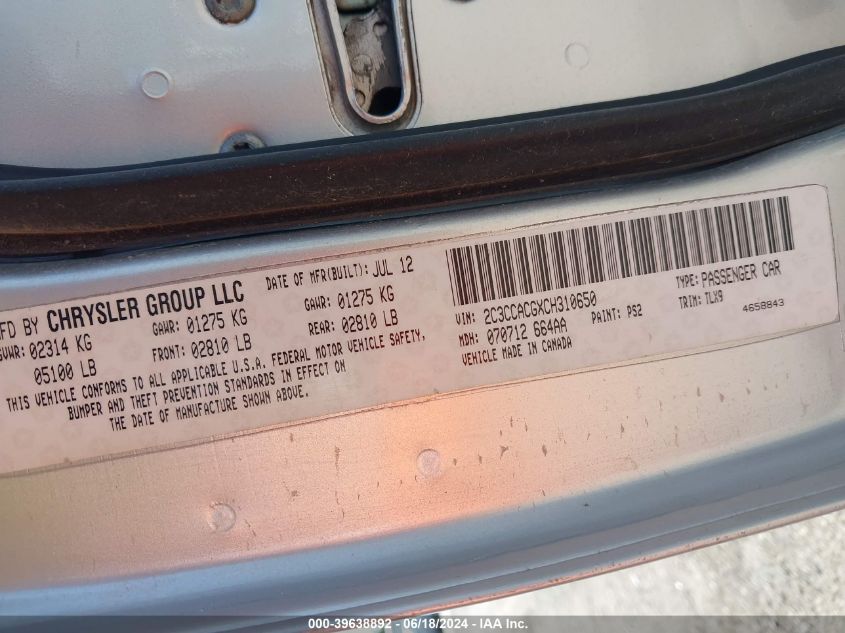 MFD BY CHRYSLER GROUP LLC DATE OF MFR(BUILT): JUL 12
GVWR: 02314 KG GAWR: 01275 KG GAWR: 01275 KG
05100 LB FRONT: 02810 LB REAR: 02810 LB
THIS VEHICLE CONFORMS TO ALL APPLICABLE U.S.A. FEDERAL MOTOR VEHICLE SAFETY,
BUMPER AND THEFT PREVENTION STANDARDS IN EFFECT ON
THE DATE OF MANUFACTURE SHOWN ABOVE.
VIN: 2C3CCACGXCH310650 TYPE: PASSENGER CAR
MDH: 070712 664AA PAINT: PS2 TRIM: TLX9
VEHICLE MADE IN CANADA 4658843
000-39638892 - 06/18/2024 - IAA Inc.